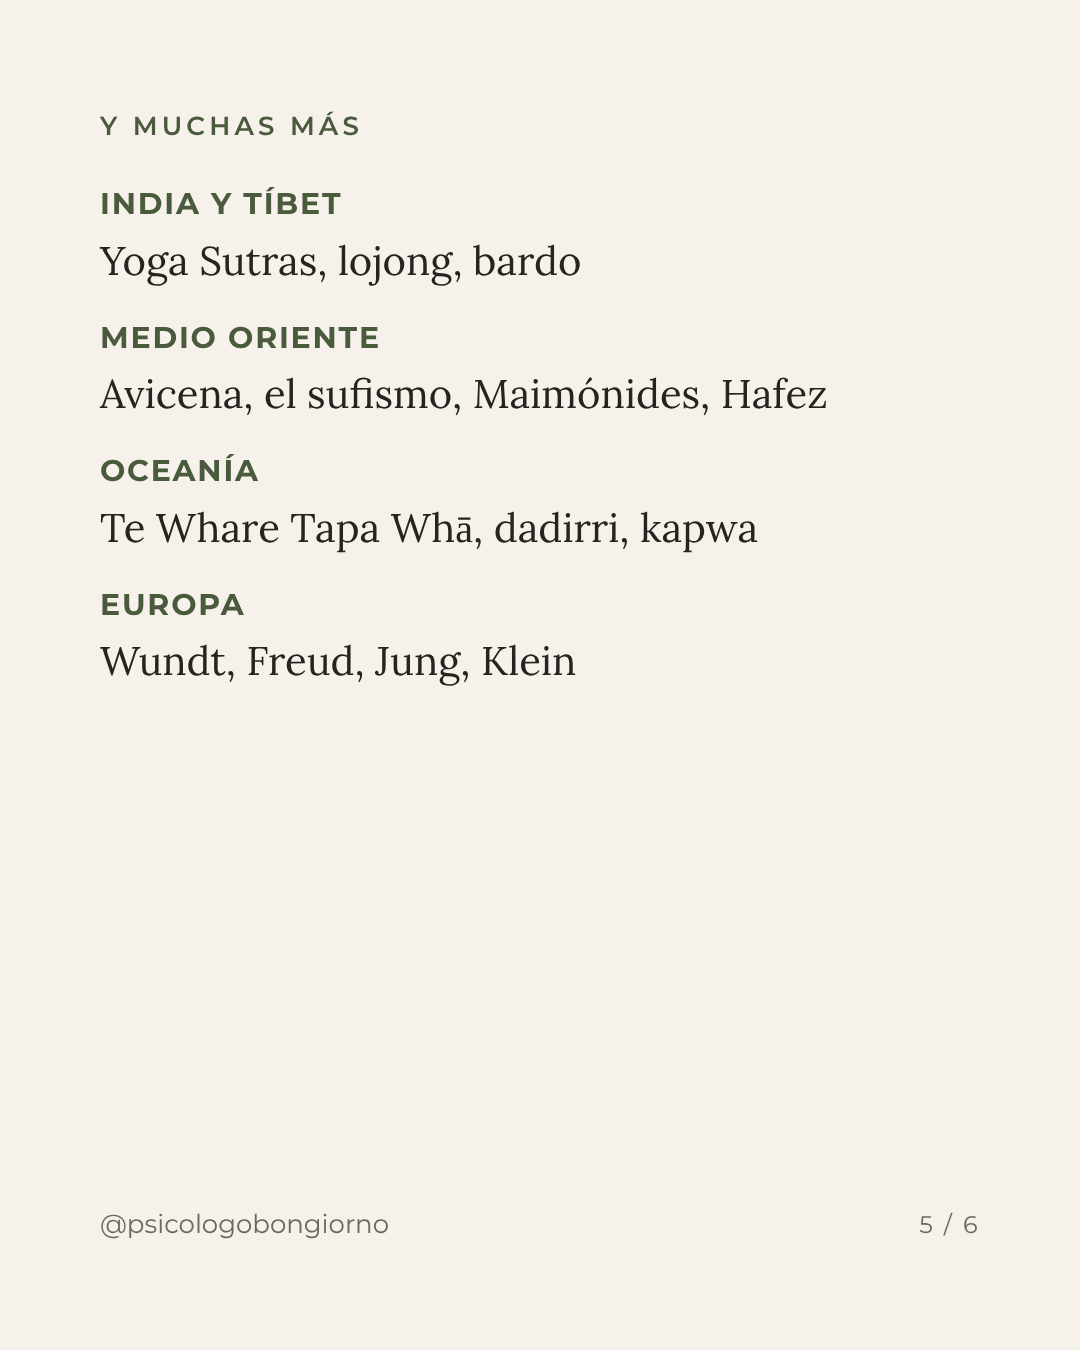 Y MUCHAS MÁS
INDIA Y TÍBET
Yoga Sutras, lojong, bardo
MEDIO ORIENTE
Avicena, el sufismo, Maimónides, Hafez
OCEANÍA
Te Whare Tapa Whā, dadirri, kapwa
EUROPA
Wundt, Freud, Jung, Klein
@psicologobongiorno
5 / 6